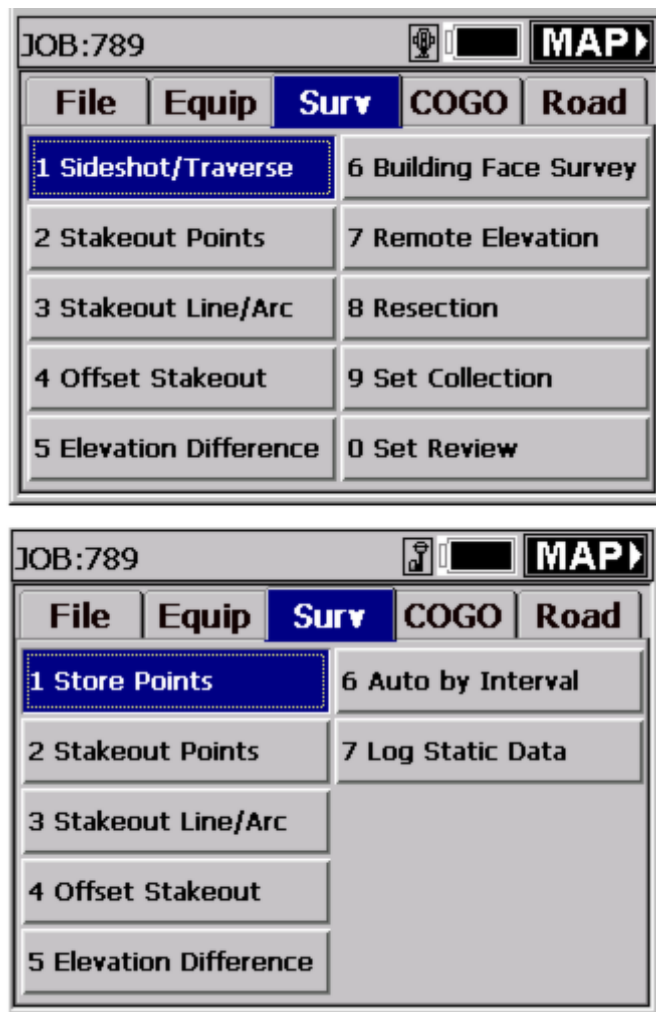 JOB:789 MAP
File Equip Surv COGO Road
1 Sideshot/Traverse 6 Building Face Survey
2 Stakeout Points 7 Remote Elevation
3 Stakeout Line/Arc 8 Resection
4 Offset Stakeout 9 Set Collection
5 Elevation Difference 0 Set Review
JOB:789 MAP
File Equip Surv COGO Road
1 Store Points 6 Auto by Interval
2 Stakeout Points 7 Log Static Data
3 Stakeout Line/Arc
4 Offset Stakeout
5 Elevation Difference